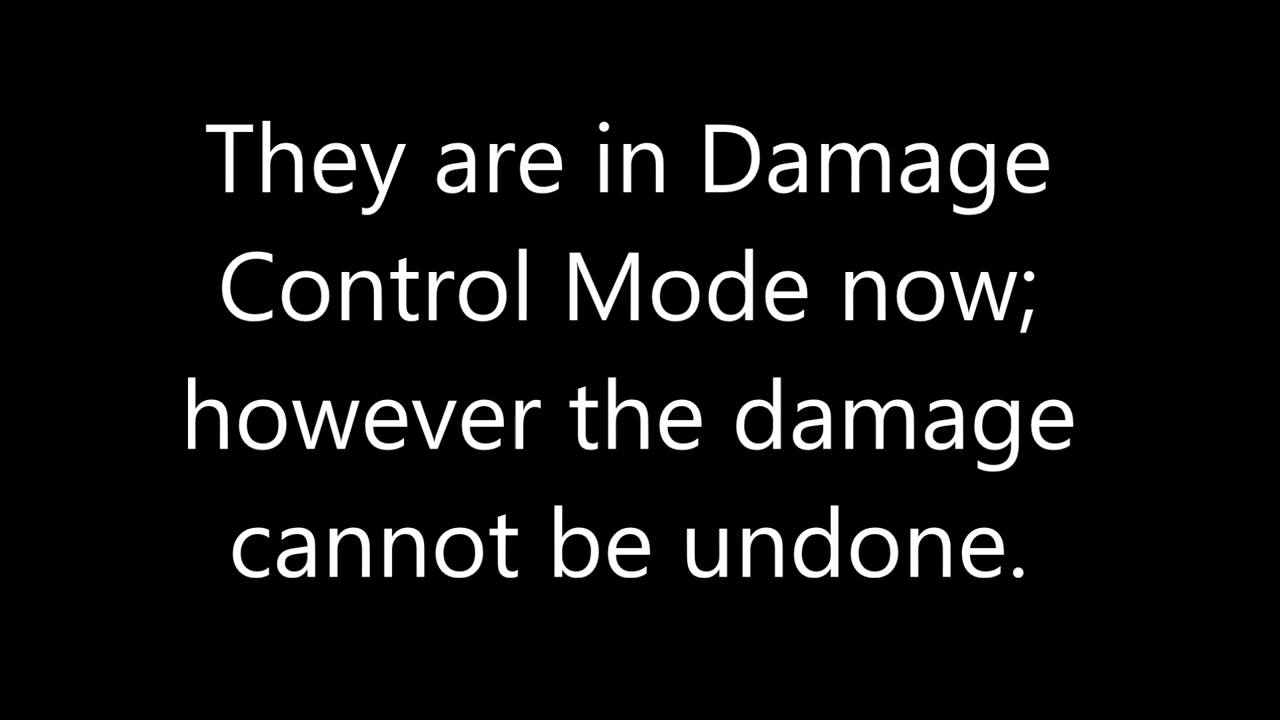 They are in Damage
Control Mode now;
however the damage
cannot be undone.